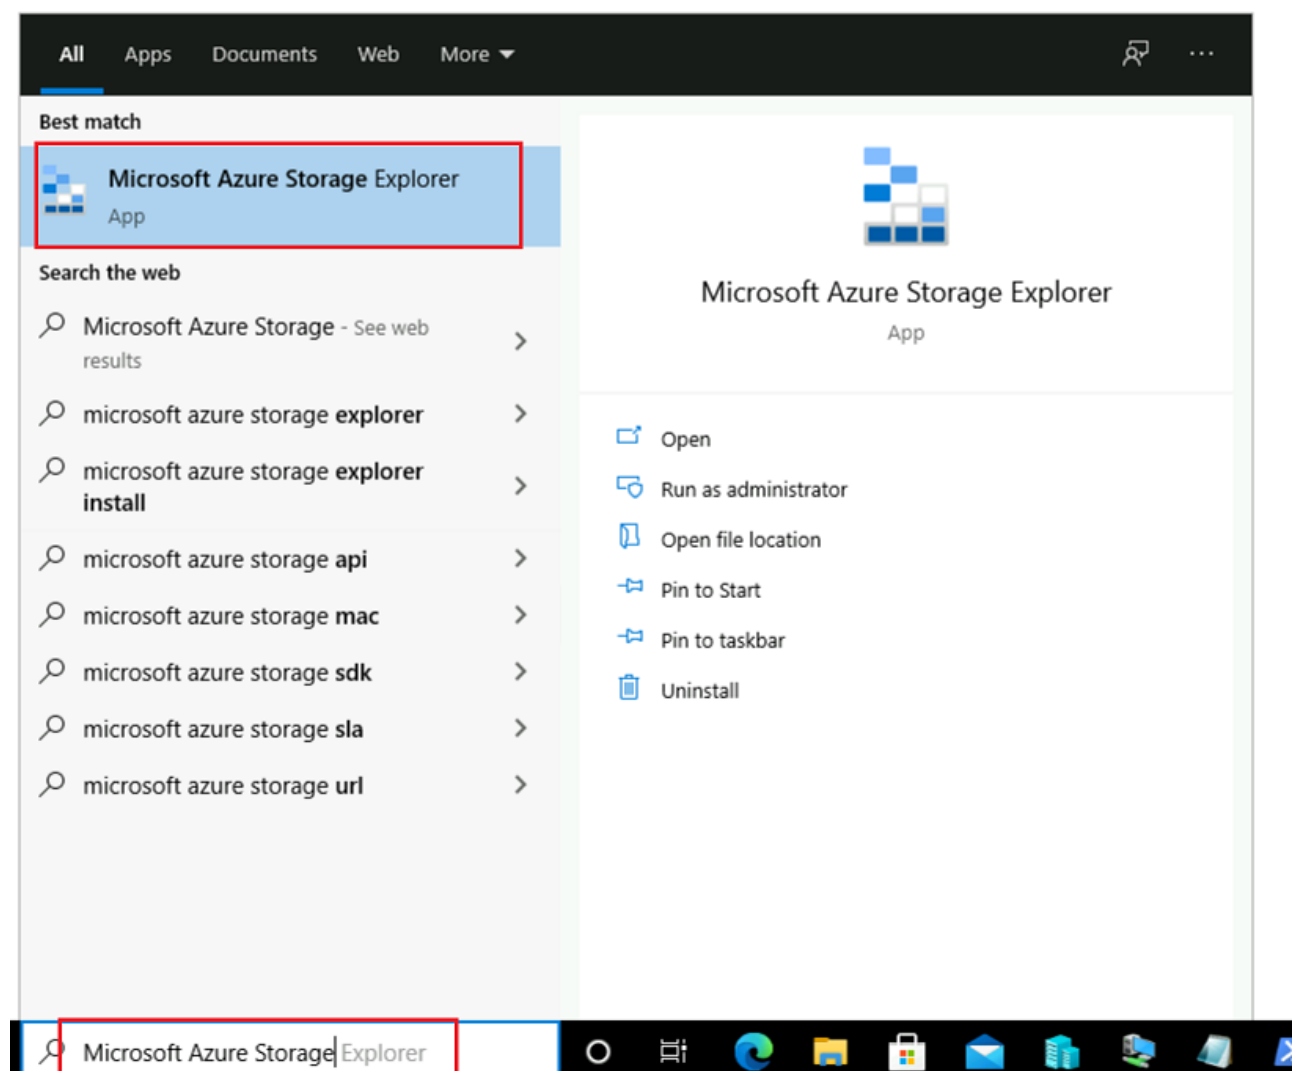 All Apps Documents Web More
Best match
Microsoft Azure Storage Explorer
App
Search the web
Microsoft Azure Storage - See web
results
microsoft azure storage explorer
microsoft azure storage explorer
install
microsoft azure storage api
microsoft azure storage mac
microsoft azure storage sdk
microsoft azure storage sla
microsoft azure storage url
Microsoft Azure Storage Explorer
App
Open
Run as administrator
Open file location
Pin to Start
Pin to taskbar
Uninstall
Microsoft Azure Storage Explorer